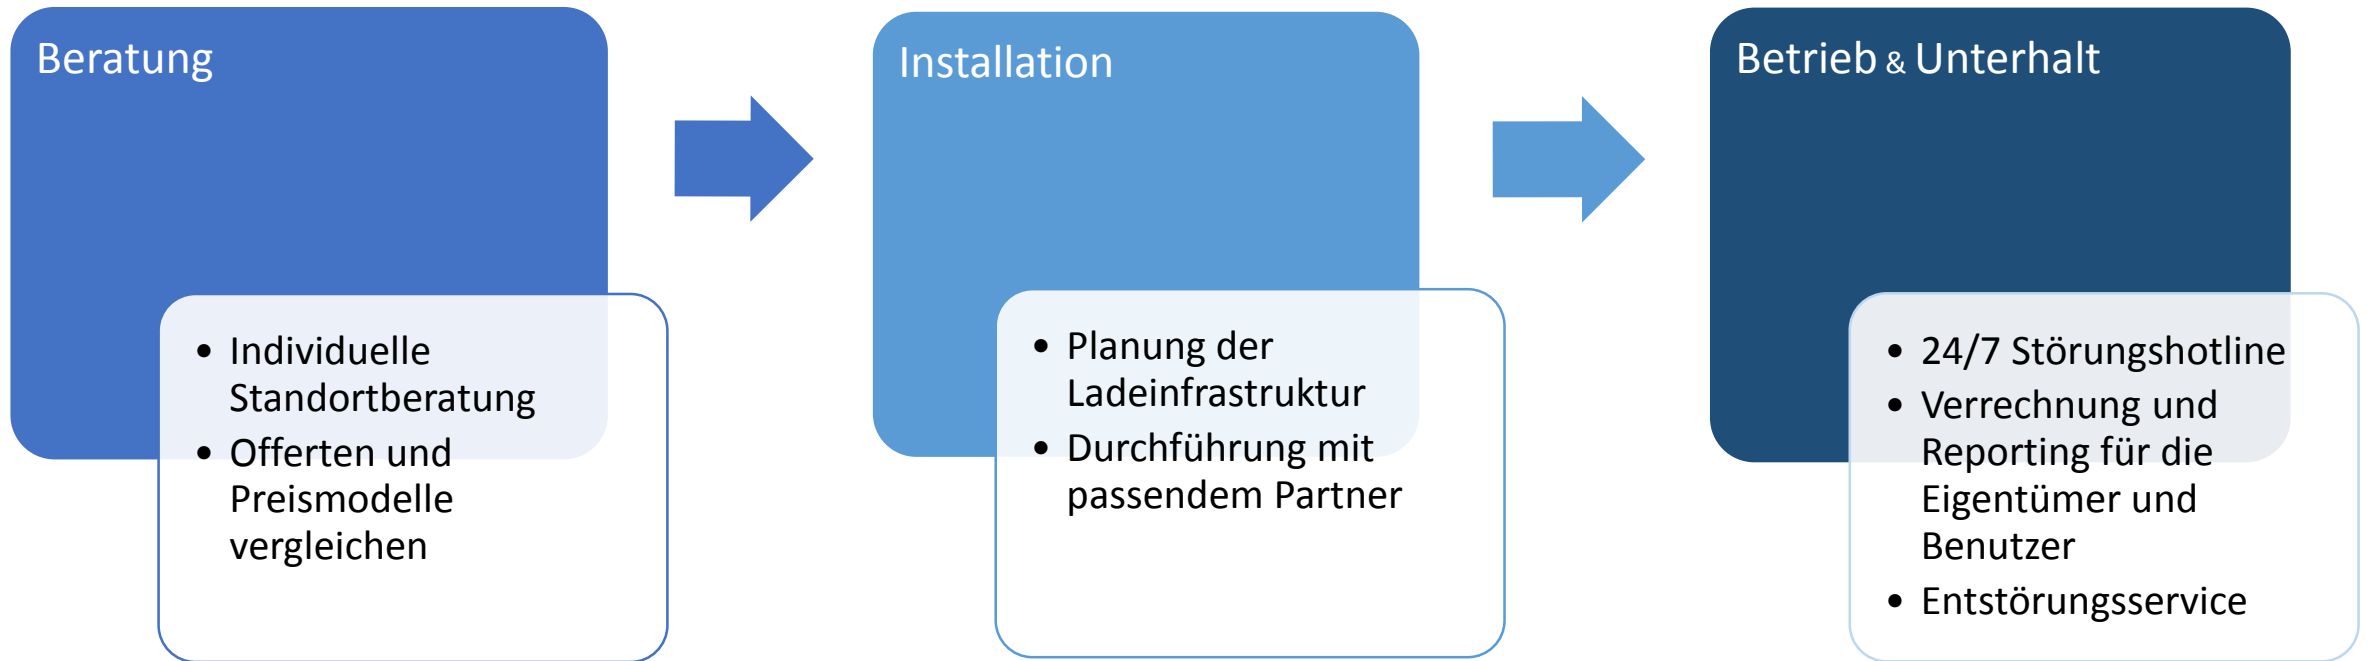 Beratung
• Individuelle
Standortberatung
• Offerten und
Preismodelle
vergleichen
Installation
• Planung der
Ladeinfrastruktur
• Durchführung mit
passendem Partner
Betrieb & Unterhalt
• 24/7 Störungshotline
• Verrechnung und
Reporting für die
Eigentümer und
Benutzer
• Entstörungsservice